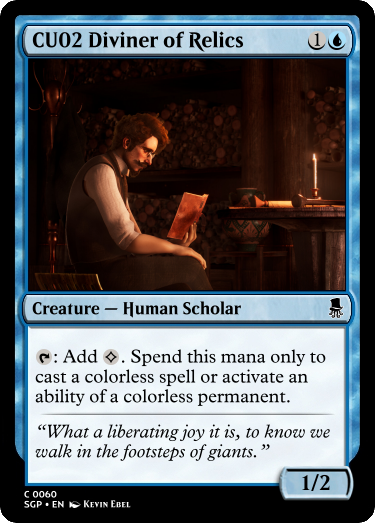 CU02 Diviner of Relics 1
Creature — Human Scholar
: Add . Spend this mana only to
cast a colorless spell or activate an
ability of a colorless permanent.
“What a liberating joy it is, to know we
walk in the footsteps of giants.”
1/2
C 0060
SGP • EN Kevin Ebel